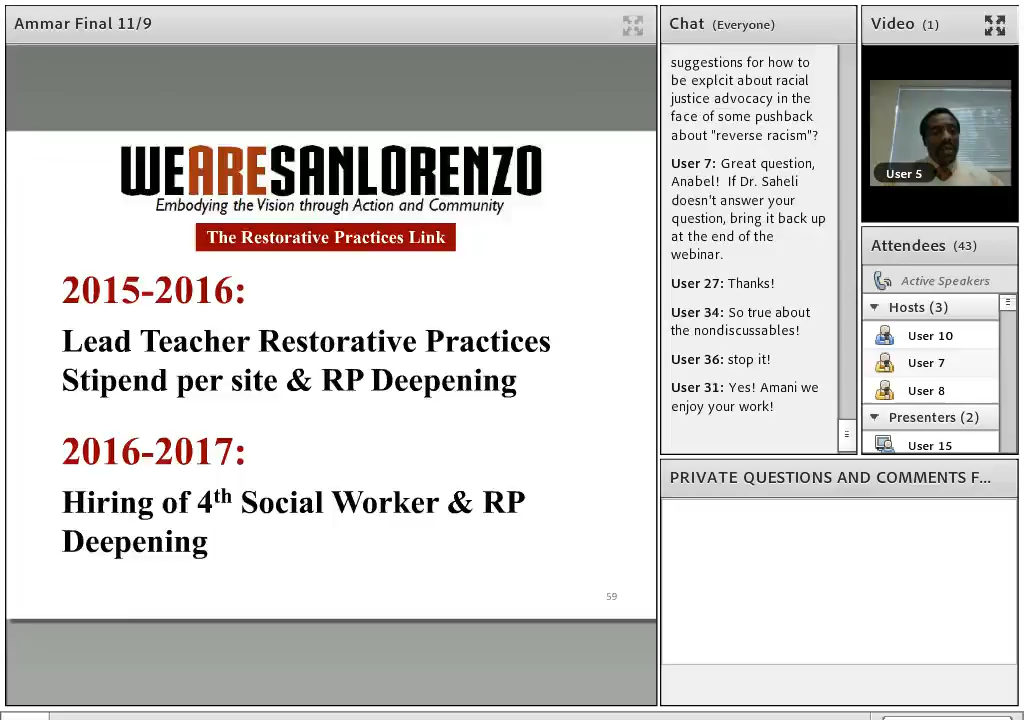 Ammar Final 11/9
WEARESANLORENZO
Embodying the Vision through Action and Community
The Restorative Practices Link
2015-2016:
Lead Teacher Restorative Practices
Stipend per site & RP Deepening
2016-2017:
Hiring of 4th Social Worker & RP
Deepening
59
Chat (Everyone)
suggestions for how to
be explcit about racial
justice advocacy in the
face of some pushback
about "reverse racism"?
User 7: Great question,
Anabel! If Dr. Saheli
doesn't answer your
question, bring it back up
at the end of the
webinar.
User 27: Thanks!
User 34: So true about
the nondiscussables!
User 36: stop it!
User 31: Yes! Amani we
enjoy your work!
Video (1)
User 5
Attendees (43)
Active Speakers
Hosts (3)
User 10
User 7
User 8
Presenters (2)
User 15
PRIVATE QUESTIONS AND COMMENTS F...